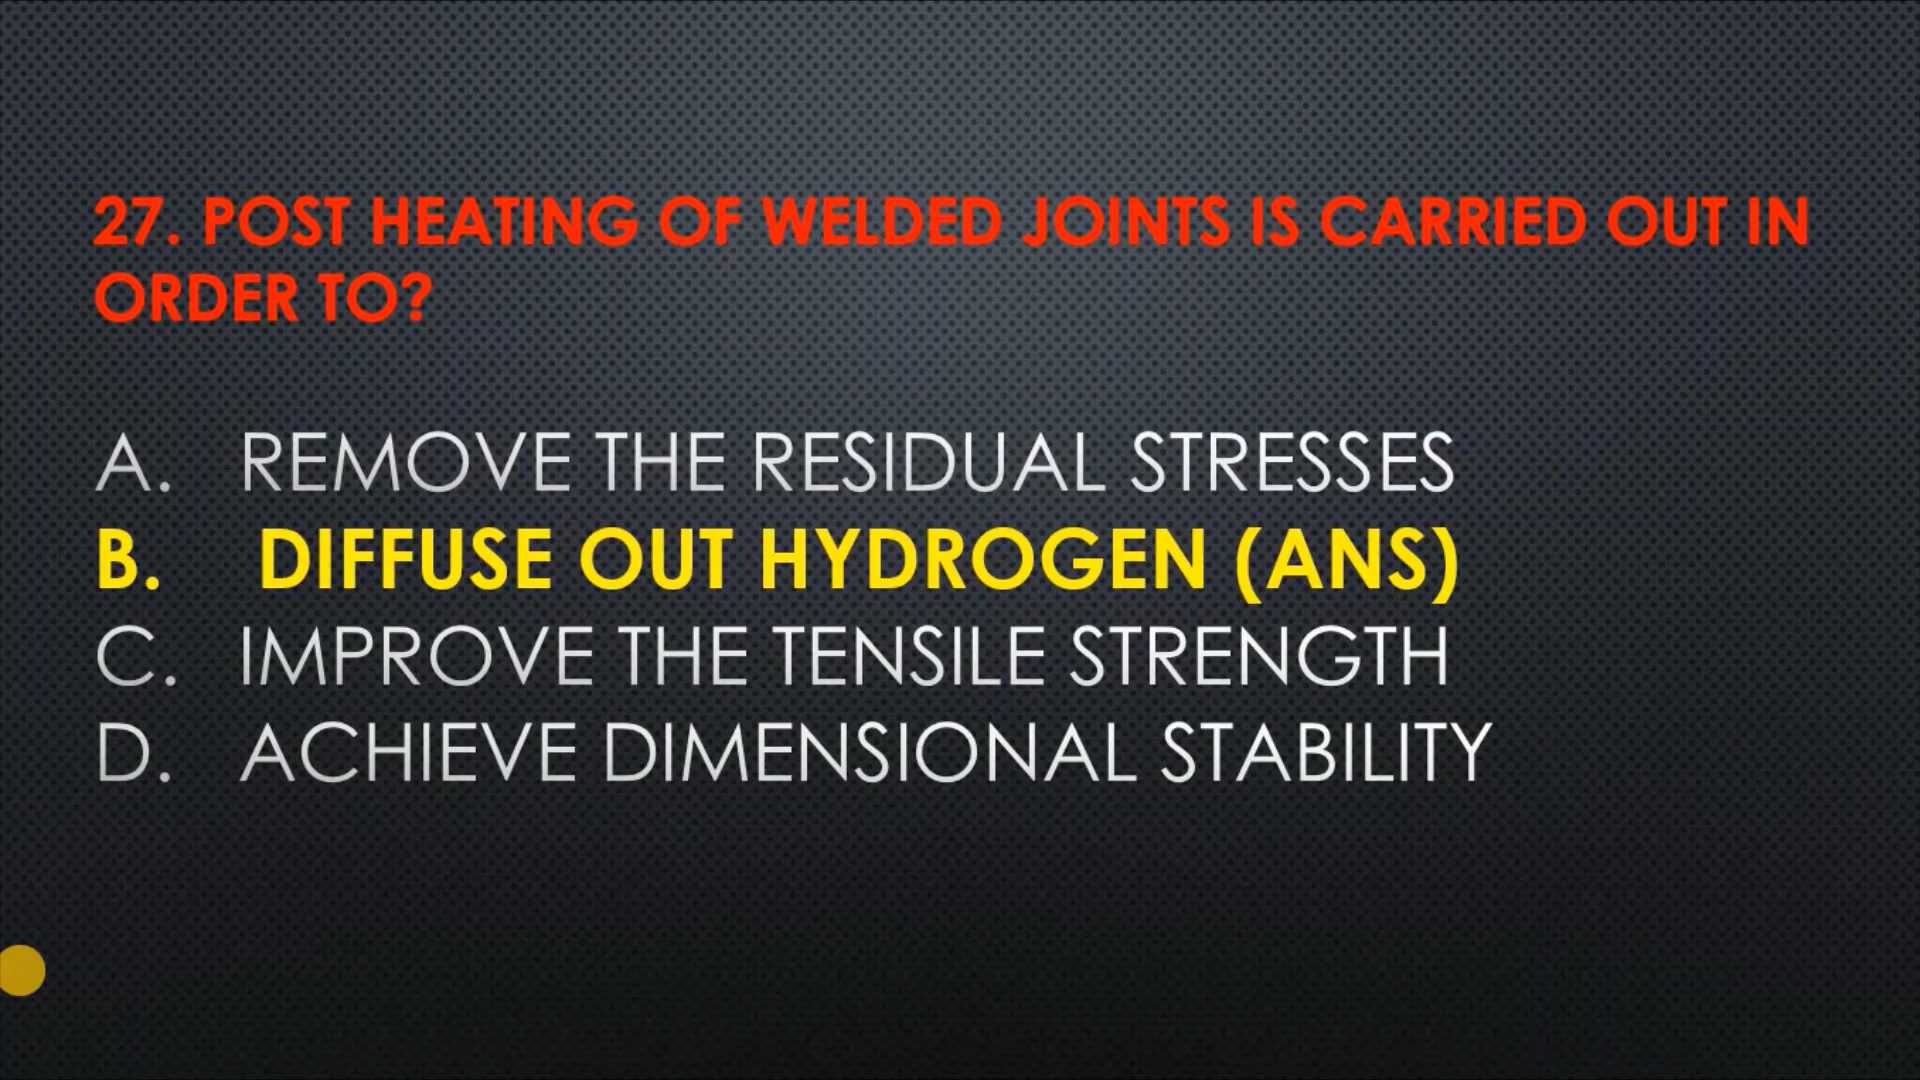 27. POST HEATING OF WELDED JOINTS IS CARRIED OUT IN
ORDER TO?
A. REMOVE THE RESIDUAL STRESSES
B. DIFFUSE OUT HYDROGEN (ANS)
C. IMPROVE THE TENSILE STRENGTH
D. ACHIEVE DIMENSIONAL STABILITY